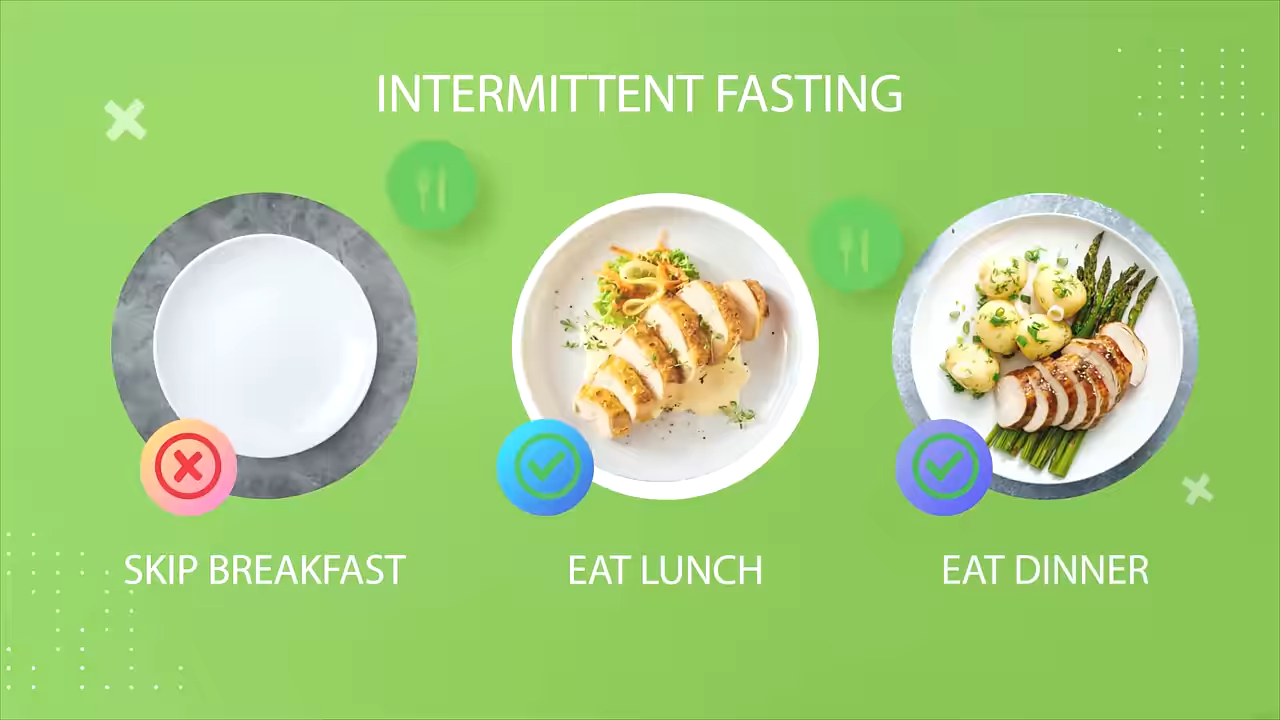 INTERMITTENT FASTING
SKIP BREAKFAST
EAT LUNCH
EAT DINNER